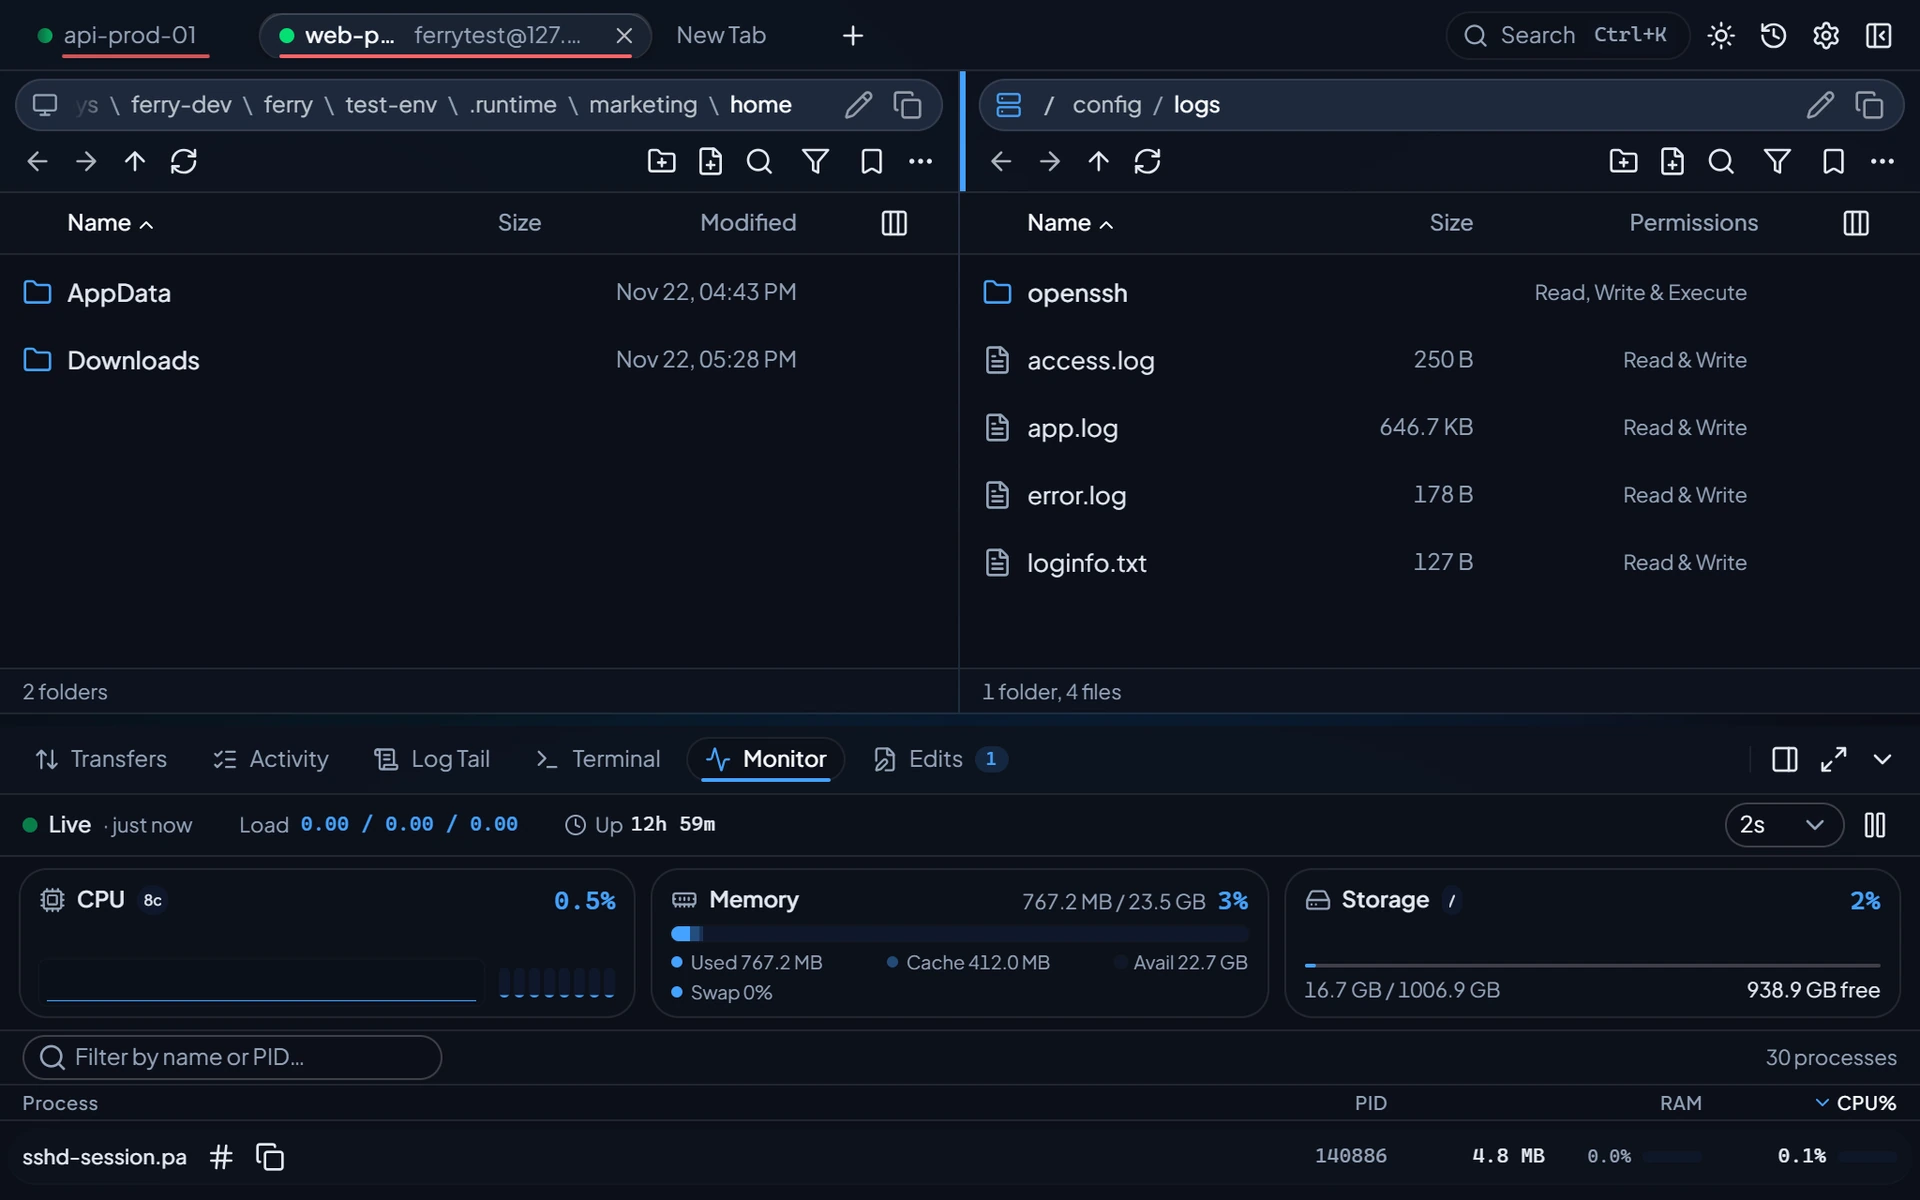 api-prod-01
web-p... ferrytest@127.... New Tab
Search Ctrl+K
ys \ ferry-dev \ ferry \ test-env \ .runtime \ marketing \ home
/ config / logs
Name Size Modified
AppData Nov 22, 04:43 PM
Downloads Nov 22, 05:28 PM
2 folders
Name Size Permissions
openssh Read, Write & Execute
access.log 250 B Read & Write
app.log 646.7 KB Read & Write
error.log 178 B Read & Write
loginfo.txt 127 B Read & Write
1 folder, 4 files
Transfers Activity Log Tail Terminal Monitor Edits 1
Live · just now Load 0.00 / 0.00 / 0.00 Up 12h 59m 2s
CPU 8c 0.5%
Memory 767.2 MB / 23.5 GB 3%
Used 767.2 MB Cache 412.0 MB Avail 22.7 GB
Swap 0%
Storage / 2%
16.7 GB / 1006.9 GB 938.9 GB free
Filter by name or PID... 30 processes
Process PID RAM CPU%
sshd-session.pa # 140886 4.8 MB 0.0% 0.1%